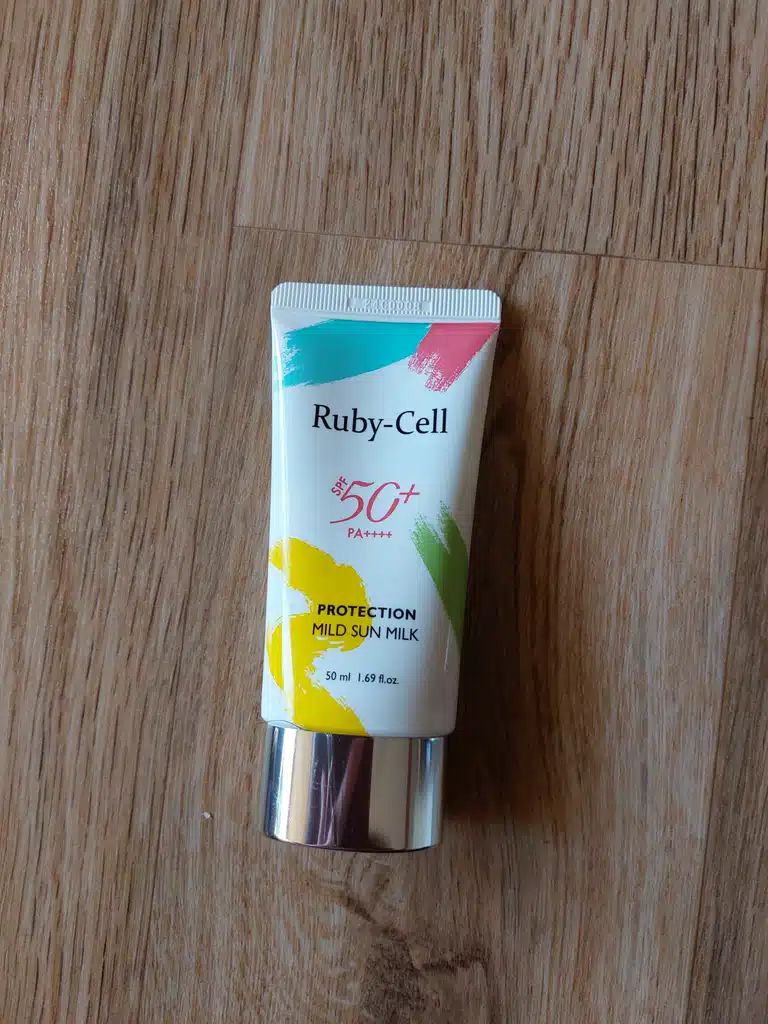 Ruby-Cell
SPF 50+
PA++++
PROTECTION
MILD SUN MILK
50 ml 1.69 fl.oz.